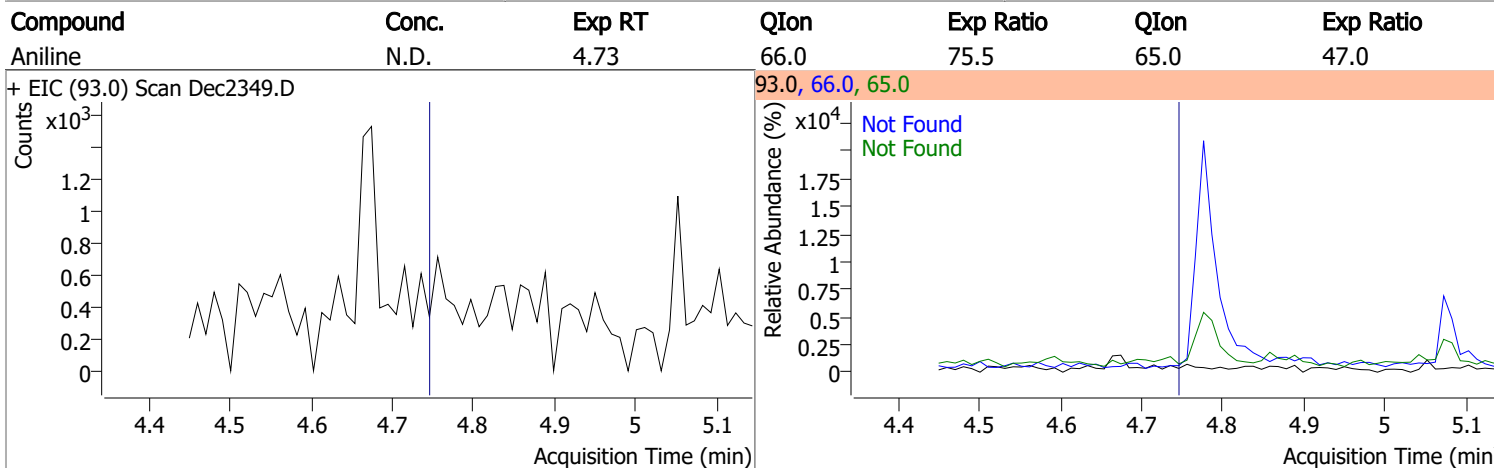 Compound Conc. Exp RT QIon Exp Ratio QIon Exp Ratio
Aniline N.D. 4.73 66.0 75.5 65.0 47.0
+ EIC (93.0) Scan Dec2349.D
Counts
x10³
1.2
1
0.8
0.6
0.4
0.2
0
4.4 4.5 4.6 4.7 4.8 4.9 5 5.1
Acquisition Time (min)
93.0, 66.0, 65.0
Relative Abundance (%)
x10⁴
Not Found
Not Found
1.75
1.5
1.25
1
0.75
0.5
0.25
0
4.4 4.5 4.6 4.7 4.8 4.9 5 5.1
Acquisition Time (min